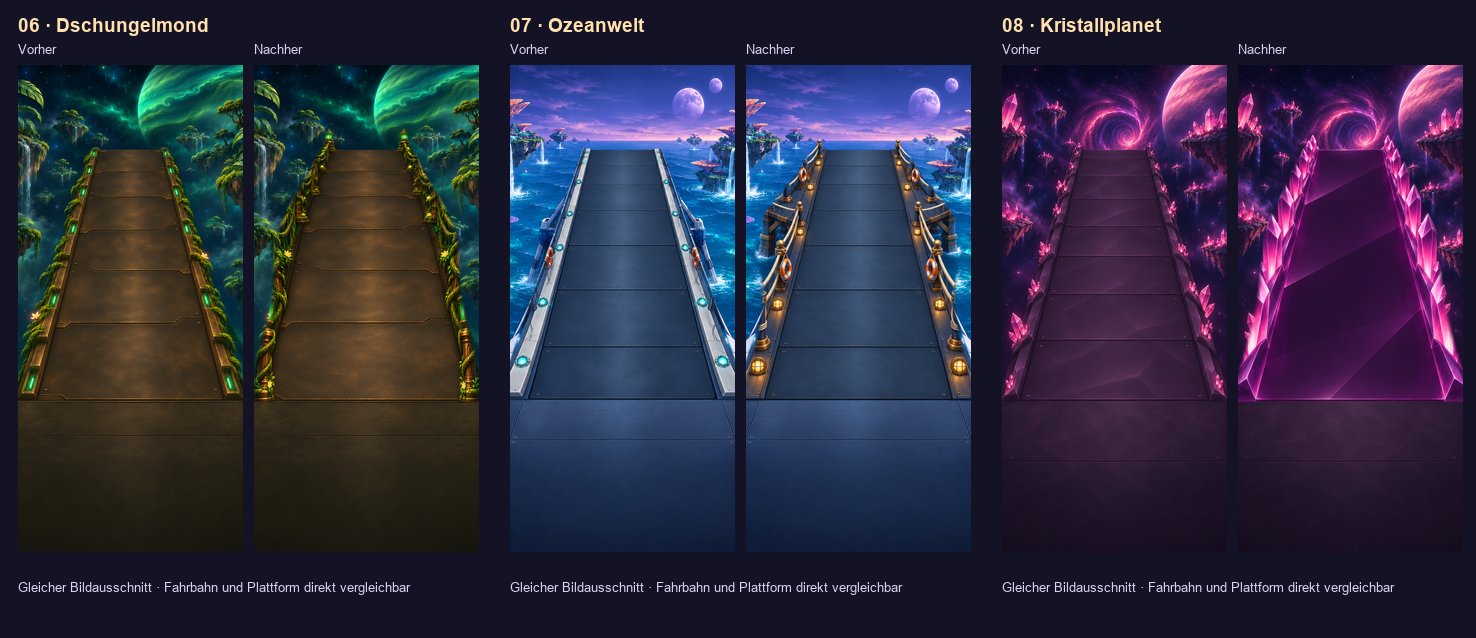 06 · Dschungelmond
Vorher
Nachher
Gleicher Bildausschnitt · Fahrbahn und Plattform direkt vergleichbar
07 · Ozeanwelt
Vorher
Nachher
Gleicher Bildausschnitt · Fahrbahn und Plattform direkt vergleichbar
08 · Kristallplanet
Vorher
Nachher
Gleicher Bildausschnitt · Fahrbahn und Plattform direkt vergleichbar